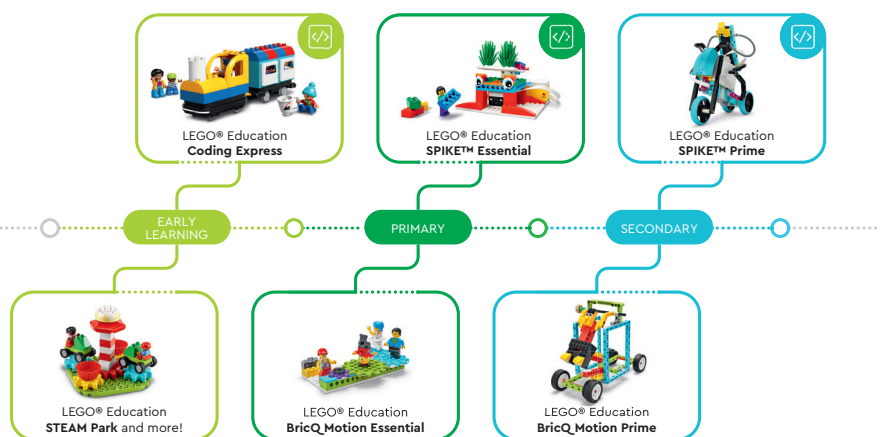 LEGO® Education
Coding Express
LEGO® Education
SPIKE™ Essential
LEGO® Education
SPIKE™ Prime
EARLY
LEARNING
PRIMARY
SECONDARY
LEGO® Education
STEAM Park and more!
LEGO® Education
BricQ Motion Essential
LEGO® Education
BricQ Motion Prime